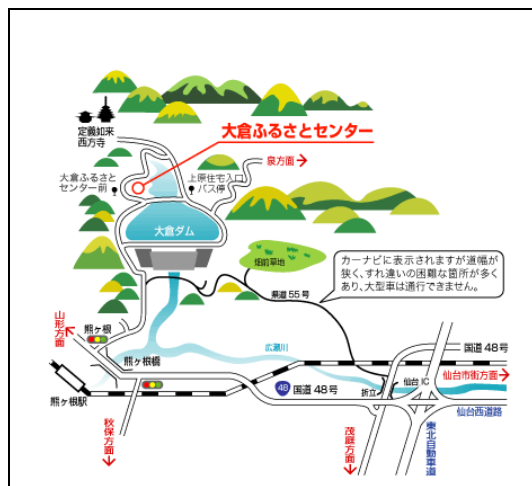 定義如来
西方寺
大倉ふるさとセンター
泉方面
大倉ふるさと
センター前
上原住宅入口
バス停
大倉ダム
畑前草地
カーナビに表示されますが道幅が
狭く、すれ違いの困難な箇所が多く
あり、大型車は通行できません。
県道55号
山形方面
熊ヶ根
熊ヶ根橋
広瀬川
国道48号
仙台市街方面
熊ヶ根駅
48 国道48号
折立
仙台IC
仙台西道路
秋保方面
茂庭方面
東北自動車道